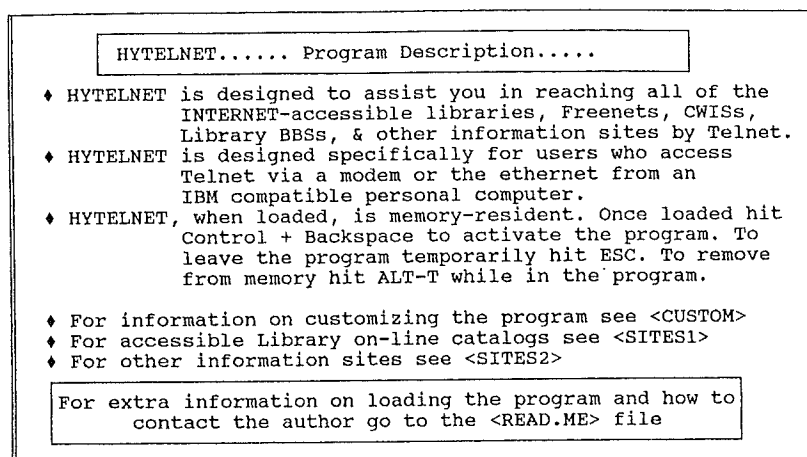 HYTELNET...... Program Description.....
♦ HYTELNET is designed to assist you in reaching all of the
INTERNET-accessible libraries, Freenets, CWISs,
Library BBSs, & other information sites by Telnet.
♦ HYTELNET is designed specifically for users who access
Telnet via a modem or the ethernet from an
IBM compatible personal computer.
♦ HYTELNET, when loaded, is memory-resident. Once loaded hit
Control + Backspace to activate the program. To
leave the program temporarily hit ESC. To remove
from memory hit ALT-T while in the program.
♦ For information on customizing the program see <CUSTOM>
♦ For accessible Library on-line catalogs see <SITES1>
♦ For other information sites see <SITES2>
For extra information on loading the program and how to
contact the author go to the <READ.ME> file